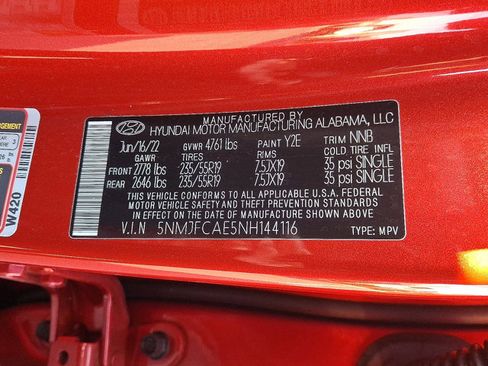 MANUFACTURED BY
HYUNDAI MOTOR MANUFACTURING ALABAMA, LLC
Jun/16/22 GVWR 4761 lbs PAINT Y2E TRIM NNB
GAWR TIRES RIMS COLD TIRE INFL
FRONT 2778 lbs 235/55R19 7.5JX19 35 psi SINGLE
REAR 2646 lbs 235/55R19 7.5JX19 35 psi SINGLE
THIS VEHICLE CONFORMS TO ALL APPLICABLE U.S.A. FEDERAL
MOTOR VEHICLE SAFETY AND THEFT PREVENTION STANDARDS
IN EFFECT ON THE DATE OF MANUFACTURE SHOWN ABOVE.
V.I.N 5NMJFCAE5NH144116
TYPE: MPV
W420